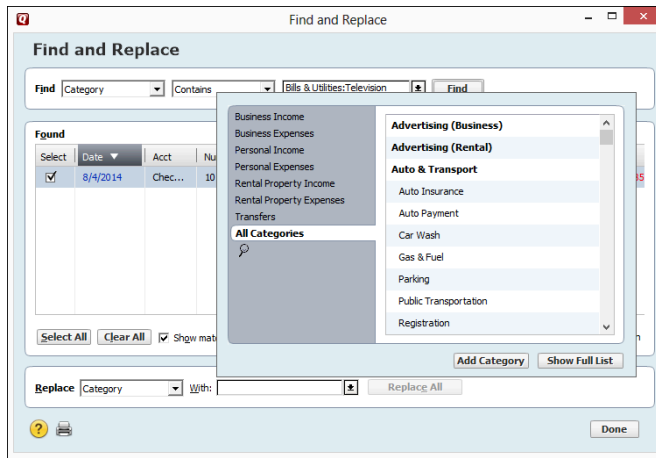 Find and Replace
Find and Replace
Find Category Contains Bills & Utilities:Television Find
Found
Select Date Acct
8/4/2014 Chec... 10
Select All Clear All Show
Business Income
Business Expenses
Personal Income
Personal Expenses
Rental Property Income
Rental Property Expenses
Transfers
All Categories
Advertising (Business)
Advertising (Rental)
Auto & Transport
Auto Insurance
Auto Payment
Car Wash
Gas & Fuel
Parking
Public Transportation
Registration
Add Category Show Full List
Replace Category With: Replace All
Done